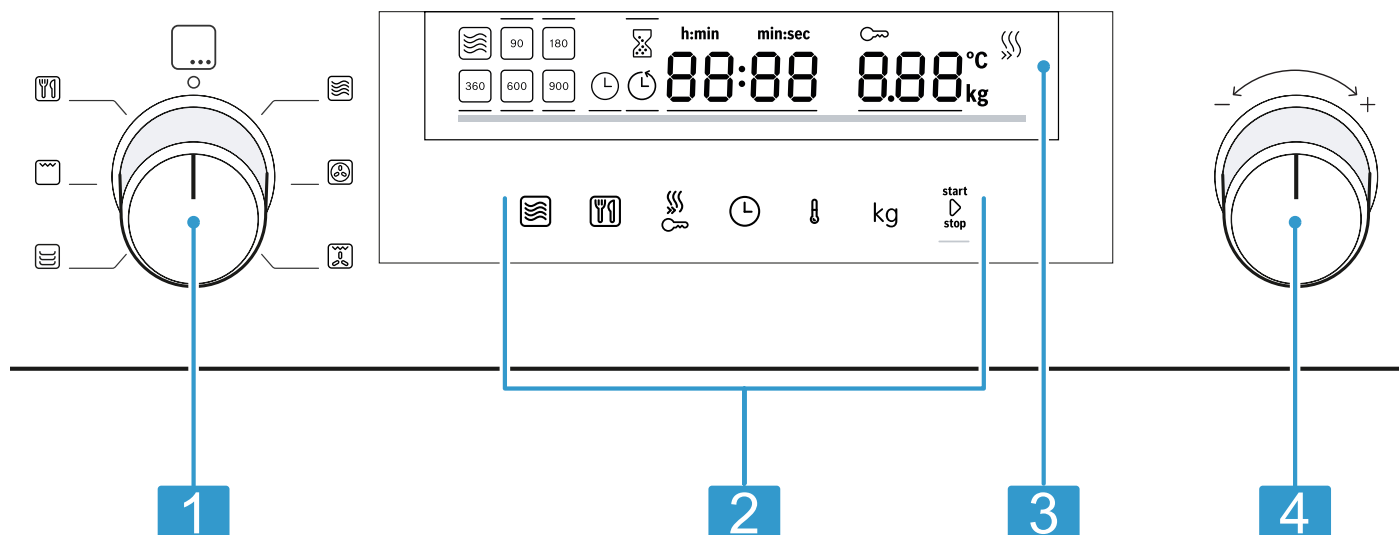 h:min min:sec
90 180
88:88 8.88 °C
360 600 900
kg
kg
start
stop
- +
1 2 3 4